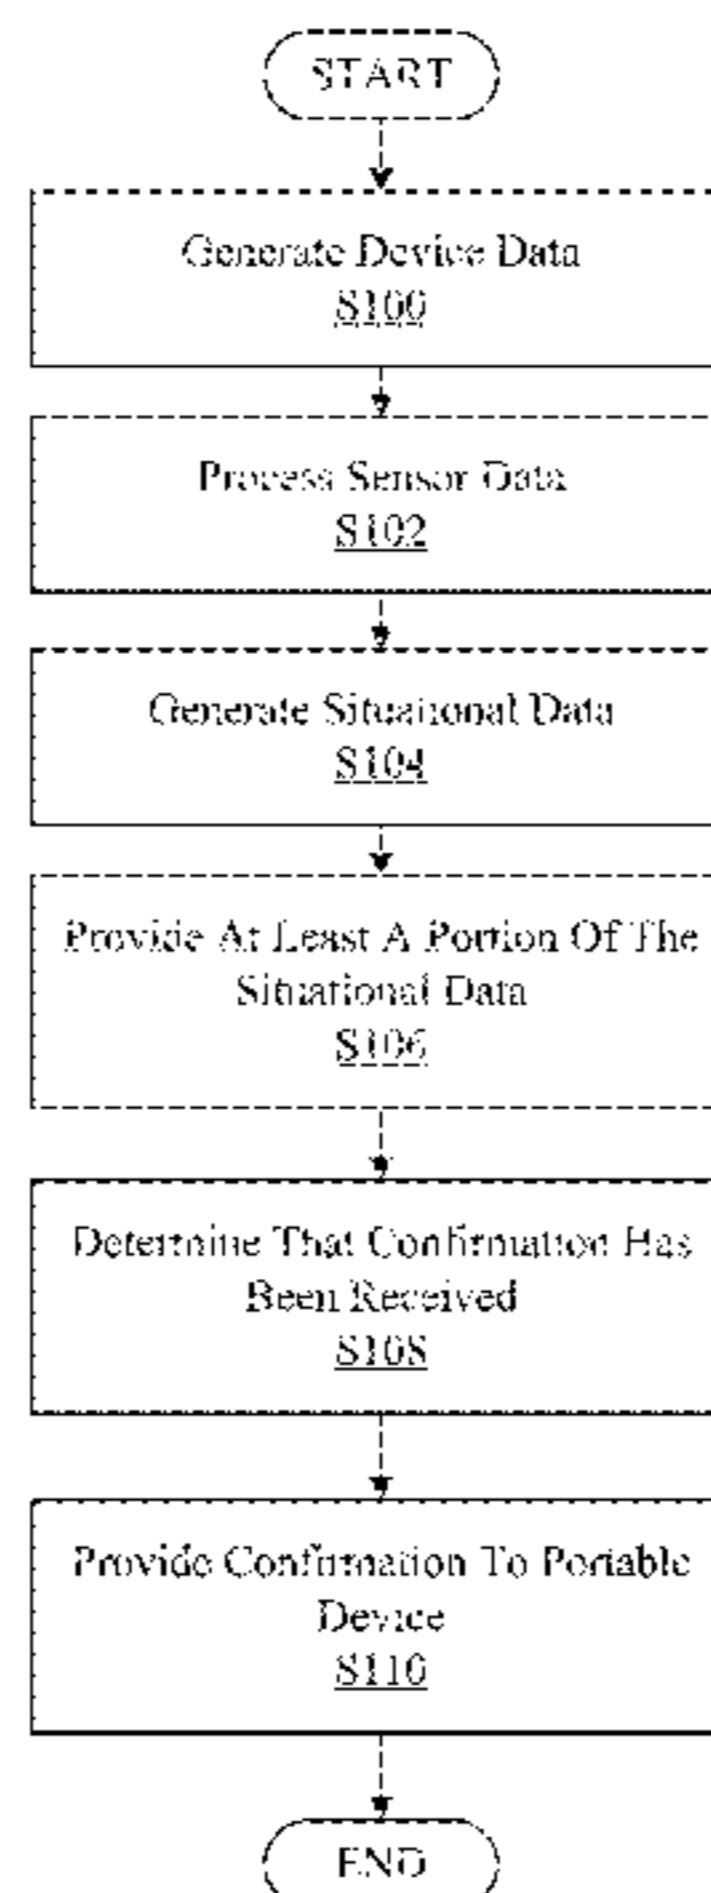 START
Generate Device Data
S100
Process Sensor Data
S102
Generate Situational Data
S104
Provide At Least A Portion Of The
Situational Data
S106
Determine That Confirmation Has
Been Received
S108
Provide Confirmation To Portable
Device
S110
END